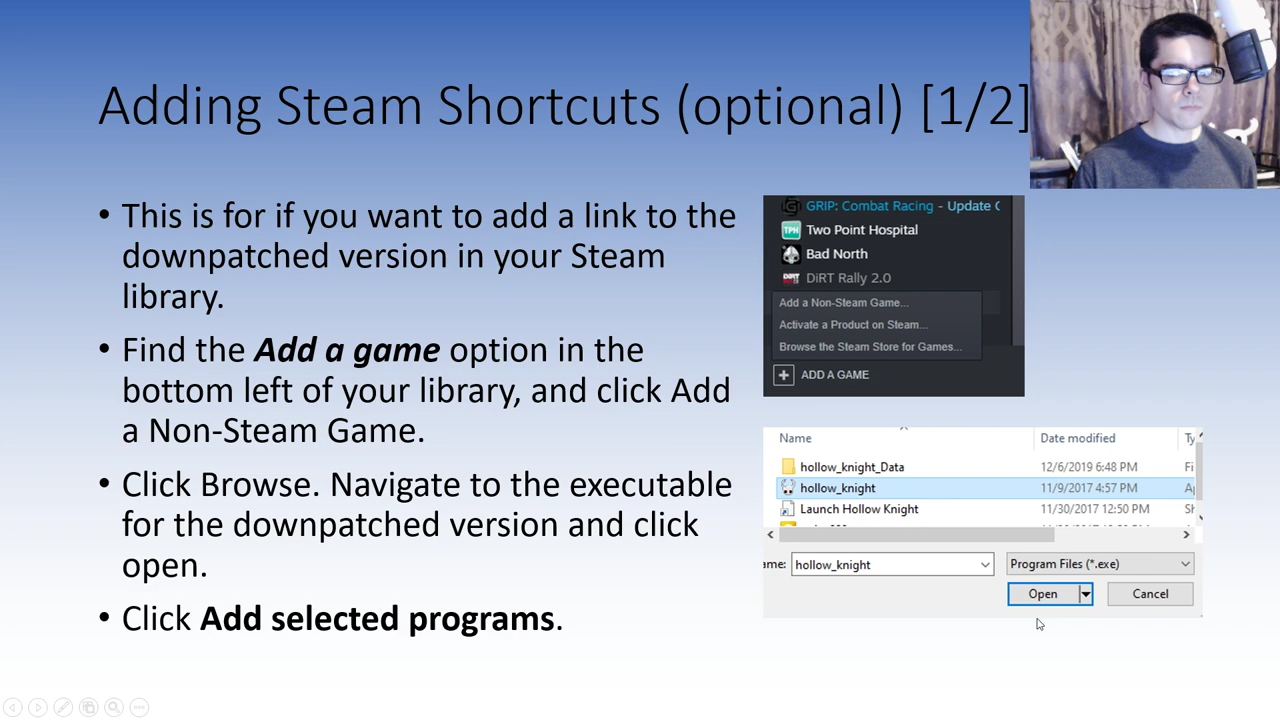 Adding Steam Shortcuts (optional) [1/2]
• This is for if you want to add a link to the
downpatched version in your Steam
library.
• Find the Add a game option in the
bottom left of your library, and click Add
a Non-Steam Game.
• Click Browse. Navigate to the executable
for the downpatched version and click
open.
• Click Add selected programs.
GRIP: Combat Racing - Update
TPH Two Point Hospital
Bad North
DiRT Rally 2.0
Add a Non-Steam Game...
Activate a Product on Steam...
Browse the Steam Store for Games...
+ ADD A GAME
Name Date modified Ty
hollow_knight_Data 12/6/2019 6:48 PM Fi
hollow_knight 11/9/2017 4:57 PM
Launch Hollow Knight 11/30/2017 12:50 PM
ame: hollow_knight Program Files (*.exe)
Open Cancel